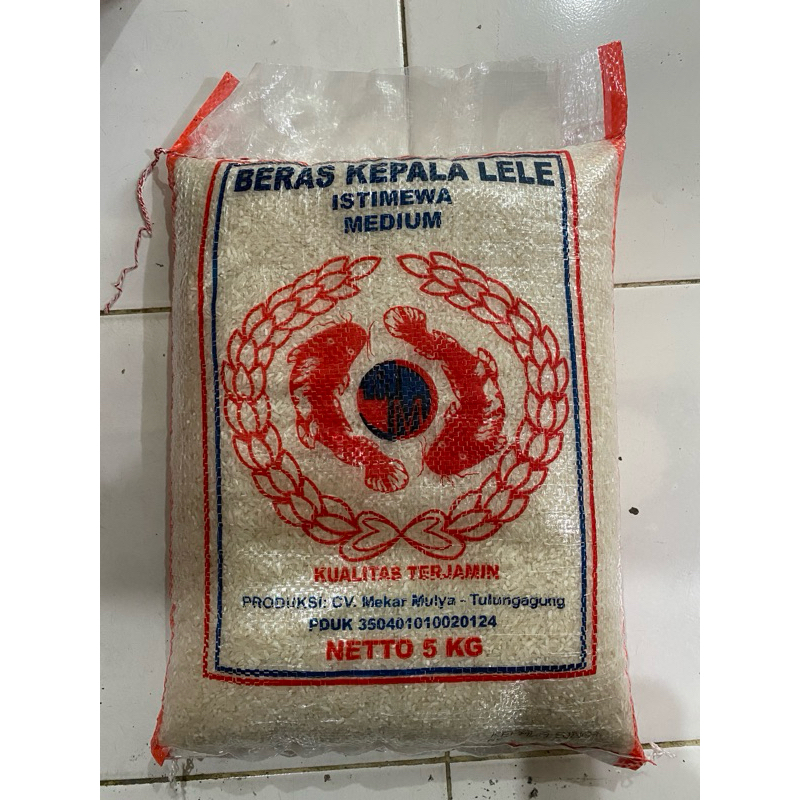 BERAS KEPALA LELE
ISTIMEWA
MEDIUM
KUALITAS TERJAMIN
PRODUKSI: CV. Mekar Mulya - Tulungagung
PDUK 350401010020124
NETTO 5 KG